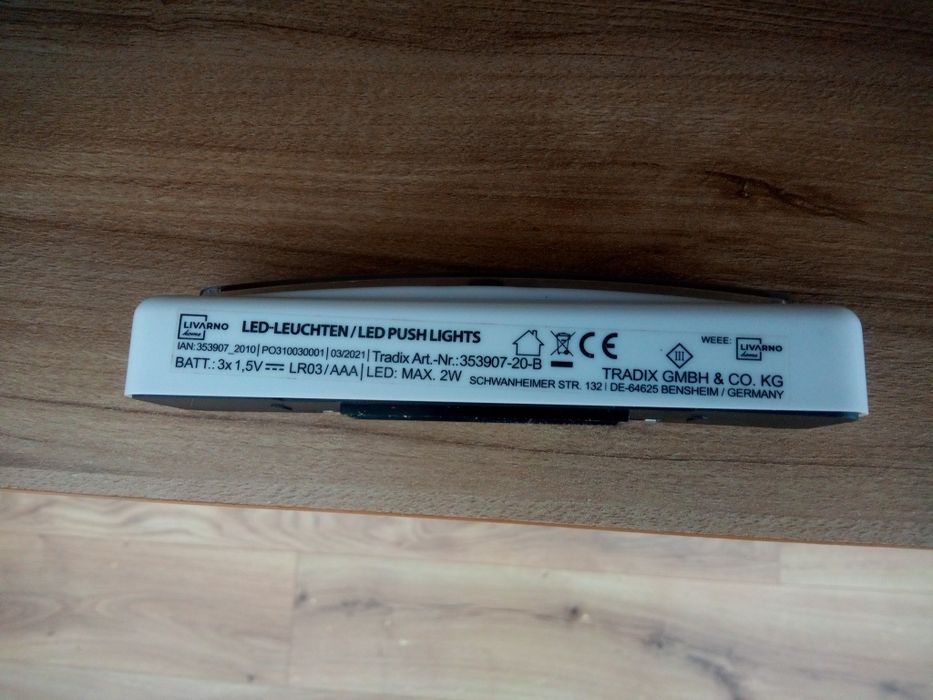 LIVARNO
home
LED-LEUCHTEN / LED PUSH LIGHTS
IAN: 353907_2010 | PO310030001 | 03/2021 | Tradix Art.-Nr.: 353907-20-B
BATT.: 3x 1,5V LR03 / AAA | LED: MAX. 2W
CE
III
WEEE: LIVARNO
home
TRADIX GMBH & CO. KG
SCHWANHEIMER STR. 132 | DE-64625 BENSHEIM / GERMANY